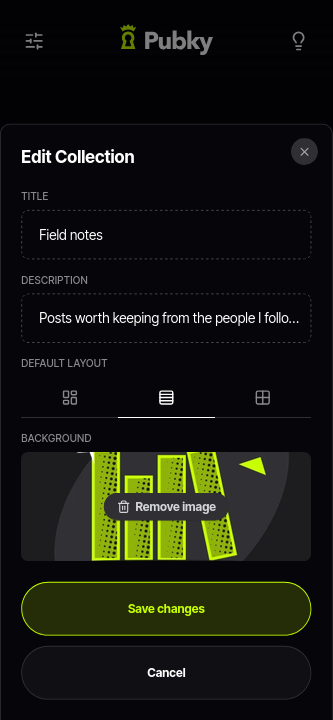 Pubky
Edit Collection
TITLE
Field notes
DESCRIPTION
Posts worth keeping from the people I follo...
DEFAULT LAYOUT
BACKGROUND
Remove image
Save changes
Cancel